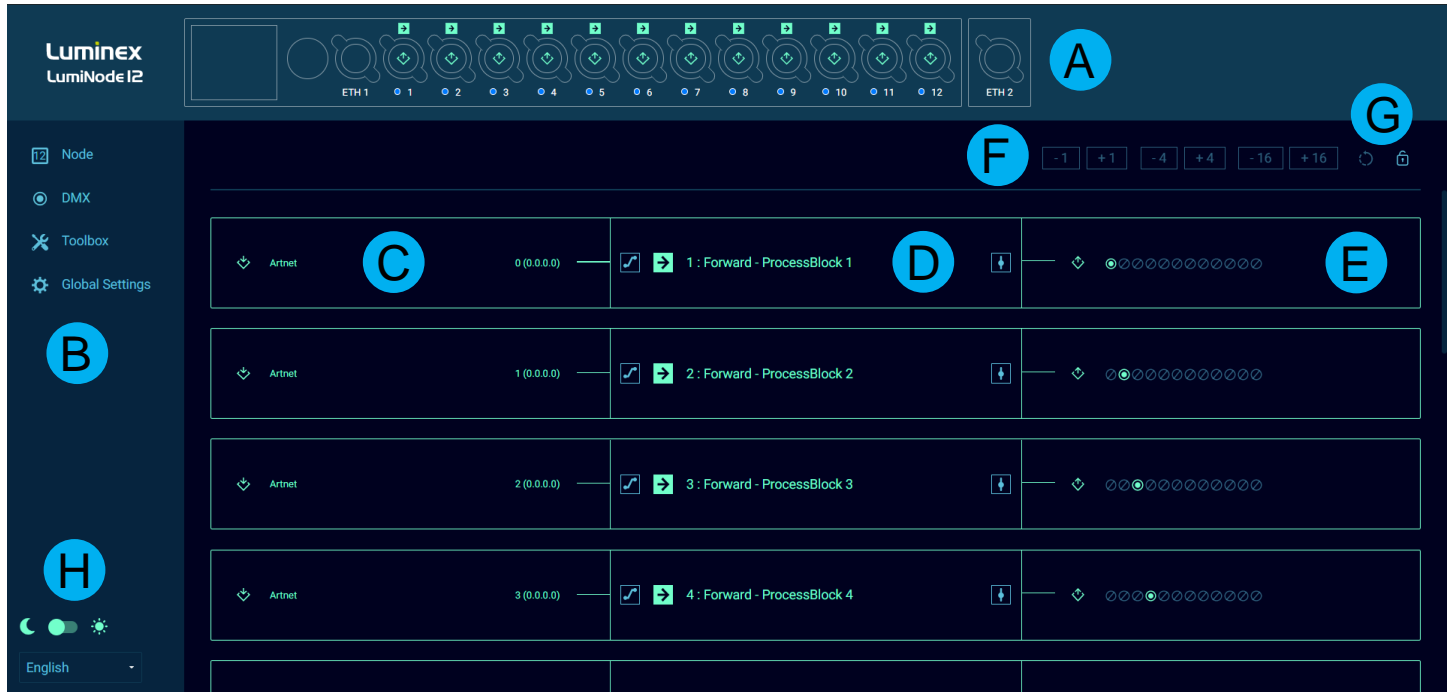 Luminex
LumiNode 12
ETH 1 1 2 3 4 5 6 7 8 9 10 11 12 ETH 2
A
G
12 Node
F
-1 +1 -4 +4 -16 +16
DMX
Toolbox
C
Artnet 0 (0.0.0.0) 1 : Forward - ProcessBlock 1
D
E
Global Settings
B
Artnet 1 (0.0.0.0) 2 : Forward - ProcessBlock 2
Artnet 2 (0.0.0.0) 3 : Forward - ProcessBlock 3
H
Artnet 3 (0.0.0.0) 4 : Forward - ProcessBlock 4
English